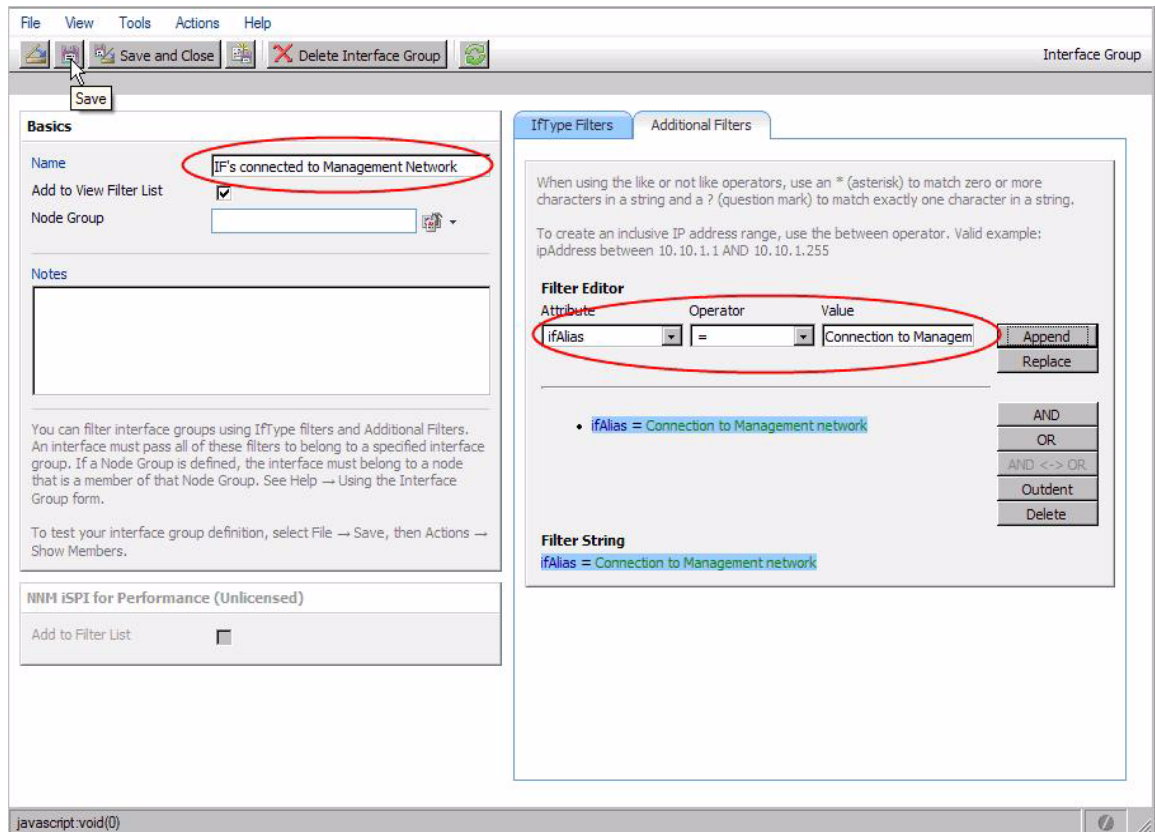 File View Tools Actions Help
Save and Close Delete Interface Group Interface Group
Save
Basics
Name IF's connected to Management Network
Add to View Filter List
Node Group
Notes
You can filter interface groups using IfType filters and Additional Filters.
An interface must pass all of these filters to belong to a specified interface
group. If a Node Group is defined, the interface must belong to a node
that is a member of that Node Group. See Help → Using the Interface
Group form.
To test your interface group definition, select File → Save, then Actions →
Show Members.
NNM iSPI for Performance (Unlicensed)
Add to Filter List
IfType Filters Additional Filters
When using the like or not like operators, use an * (asterisk) to match zero or more
characters in a string and a ? (question mark) to match exactly one character in a string.
To create an inclusive IP address range, use the between operator. Valid example:
ipAddress between 10.10.1.1 AND 10.10.1.255
Filter Editor
Attribute Operator Value
ifAlias = Connection to Managem Append
Replace
• ifAlias = Connection to Management network
AND
OR
AND <-> OR
Outdent
Delete
Filter String
ifAlias = Connection to Management network
javascript:void(0)